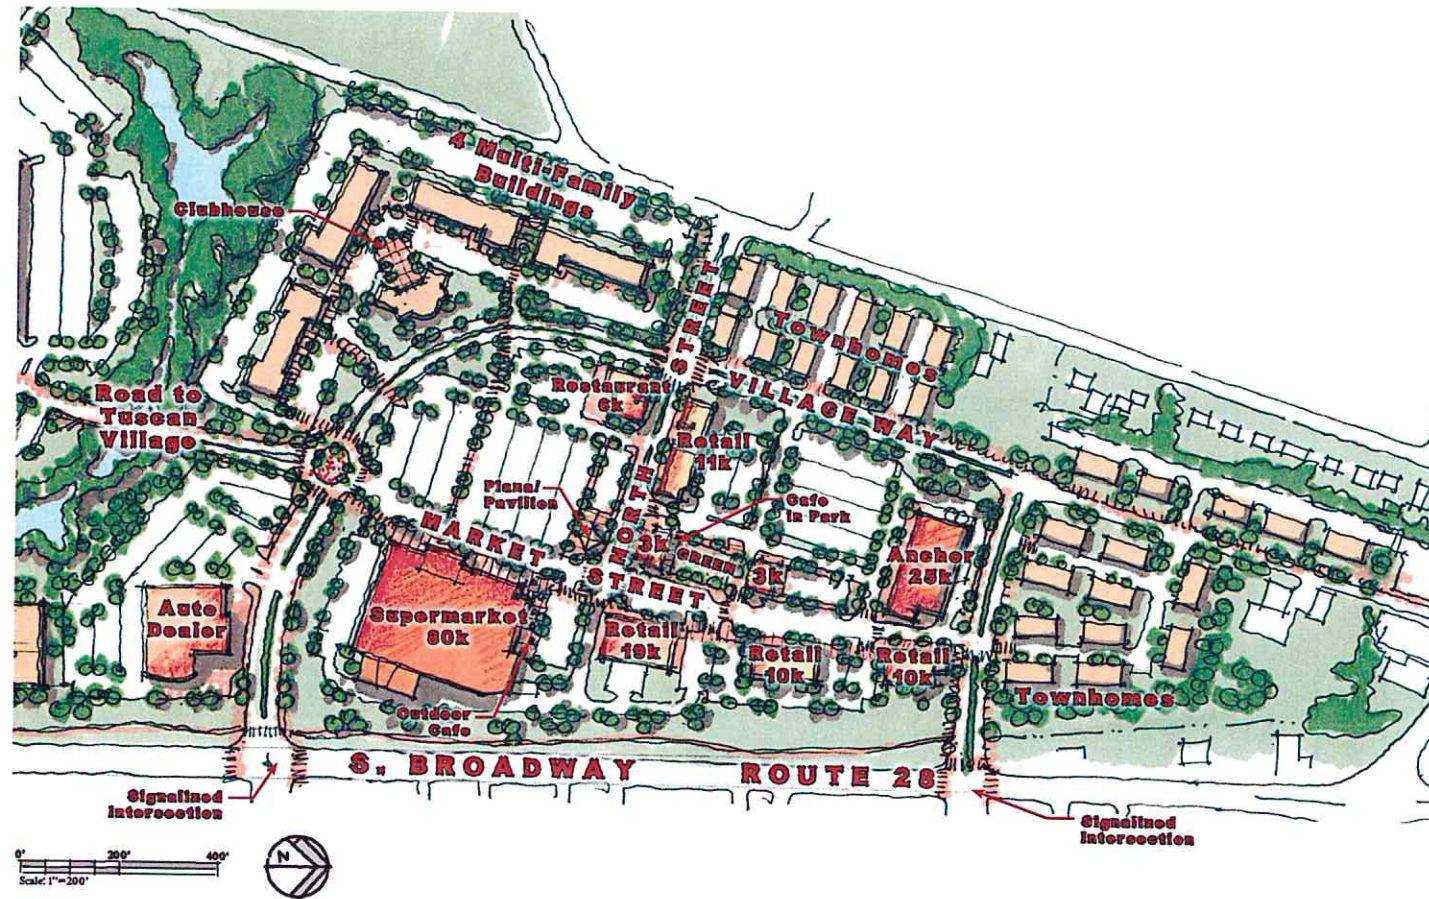 4 Multi-Family
Buildings
Clubhouse
STREET
Townhomes
Road to
Tuscan
Village
Restaurant
6k
VILLAGE WAY
Retail
11k
Plaza/
Pavilion
NORTH
Cafe
in Park
MARKET
STREET
3k
GREEN
3k
Anchor
25k
Auto
Dealer
Supermarket
80k
Retail
19k
Retail
10k
Retail
10k
Townhomes
Outdoor
Cafe
S. BROADWAY
ROUTE 28
Signalized
Intersection
Signalized
Intersection
0'
200'
400'
Scale: 1"=200'
N